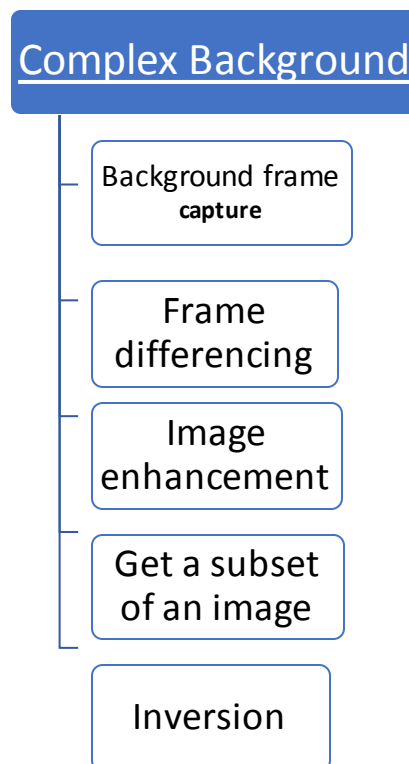 Complex Background
Background frame
capture
Frame
differencing
Image
enhancement
Get a subset
of an image
Inversion